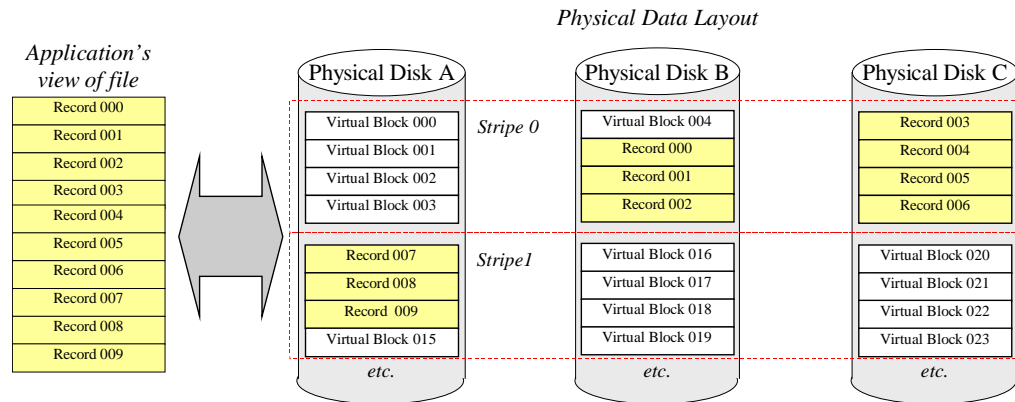 Physical Data Layout
Application's
view of file
Record 000
Record 001
Record 002
Record 003
Record 004
Record 005
Record 006
Record 007
Record 008
Record 009
Physical Disk A
Virtual Block 000
Virtual Block 001
Virtual Block 002
Virtual Block 003
Record 007
Record 008
Record 009
Virtual Block 015
etc.
Stripe 0
Stripe1
Physical Disk B
Virtual Block 004
Record 000
Record 001
Record 002
Virtual Block 016
Virtual Block 017
Virtual Block 018
Virtual Block 019
etc.
Physical Disk C
Record 003
Record 004
Record 005
Record 006
Virtual Block 020
Virtual Block 021
Virtual Block 022
Virtual Block 023
etc.